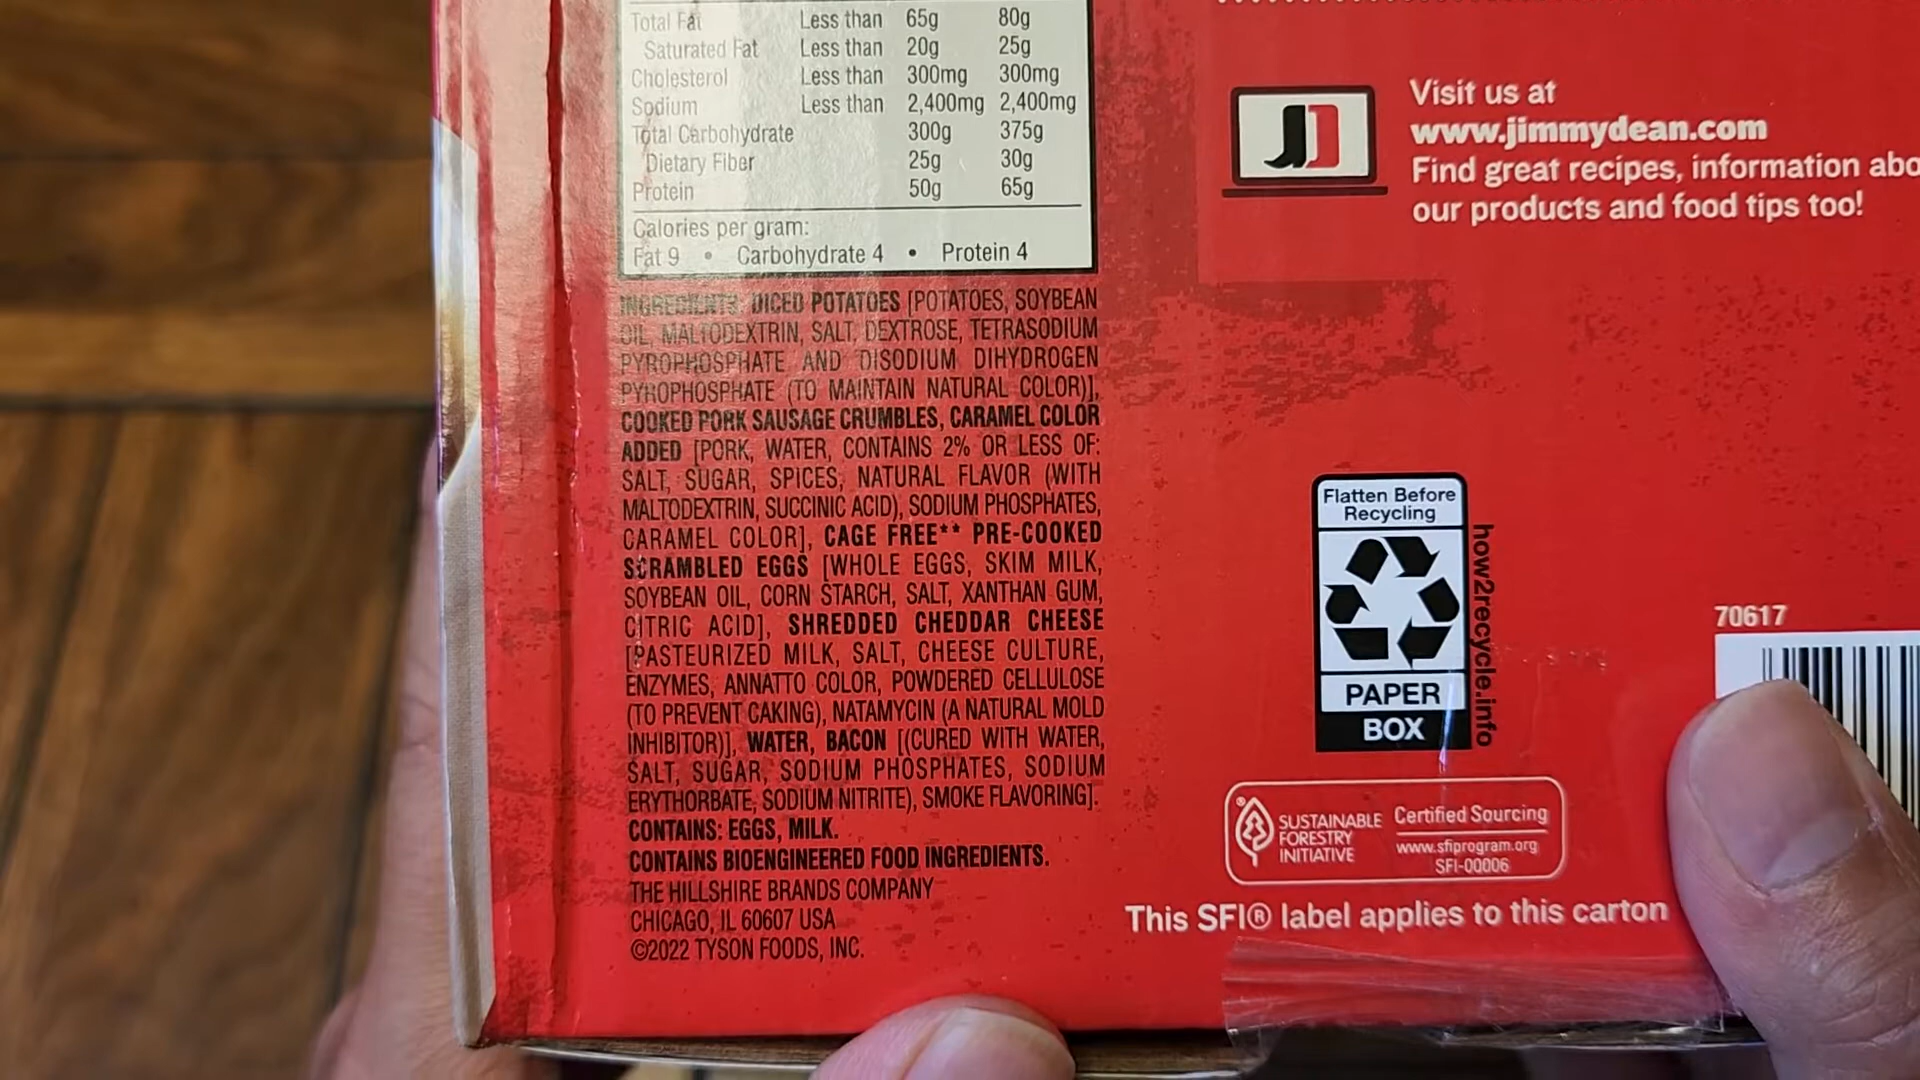 Total Fat Less than 65g 80g
Saturated Fat Less than 20g 25g
Cholesterol Less than 300mg 300mg
Sodium Less than 2,400mg 2,400mg
Total Carbohydrate 300g 375g
Dietary Fiber 25g 30g
Protein 50g 65g
Calories per gram:
Fat 9 • Carbohydrate 4 • Protein 4
INGREDIENTS: DICED POTATOES [POTATOES, SOYBEAN
OIL, MALTODEXTRIN, SALT, DEXTROSE, TETRASODIUM
PYROPHOSPHATE AND DISODIUM DIHYDROGEN
PYROPHOSPHATE (TO MAINTAIN NATURAL COLOR)],
COOKED PORK SAUSAGE CRUMBLES, CARAMEL COLOR
ADDED [PORK, WATER, CONTAINS 2% OR LESS OF:
SALT, SUGAR, SPICES, NATURAL FLAVOR (WITH
MALTODEXTRIN, SUCCINIC ACID), SODIUM PHOSPHATES,
CARAMEL COLOR], CAGE FREE** PRE-COOKED
SCRAMBLED EGGS [WHOLE EGGS, SKIM MILK,
SOYBEAN OIL, CORN STARCH, SALT, XANTHAN GUM,
CITRIC ACID], SHREDDED CHEDDAR CHEESE
[PASTEURIZED MILK, SALT, CHEESE CULTURE,
ENZYMES, ANNATTO COLOR, POWDERED CELLULOSE
(TO PREVENT CAKING), NATAMYCIN (A NATURAL MOLD
INHIBITOR)], WATER, BACON [(CURED WITH WATER,
SALT, SUGAR, SODIUM PHOSPHATES, SODIUM
ERYTHORBATE, SODIUM NITRITE), SMOKE FLAVORING].
CONTAINS: EGGS, MILK.
CONTAINS BIOENGINEERED FOOD INGREDIENTS.
THE HILLSHIRE BRANDS COMPANY
CHICAGO, IL 60607 USA
©2022 TYSON FOODS, INC.
JD
Visit us at
www.jimmydean.com
Find great recipes, information abo
our products and food tips too!
Flatten Before
Recycling
PAPER
BOX
how2recycle.info
70617
SUSTAINABLE
FORESTRY
INITIATIVE
Certified Sourcing
www.sfiprogram.org
SFI-00006
This SFI® label applies to this carton